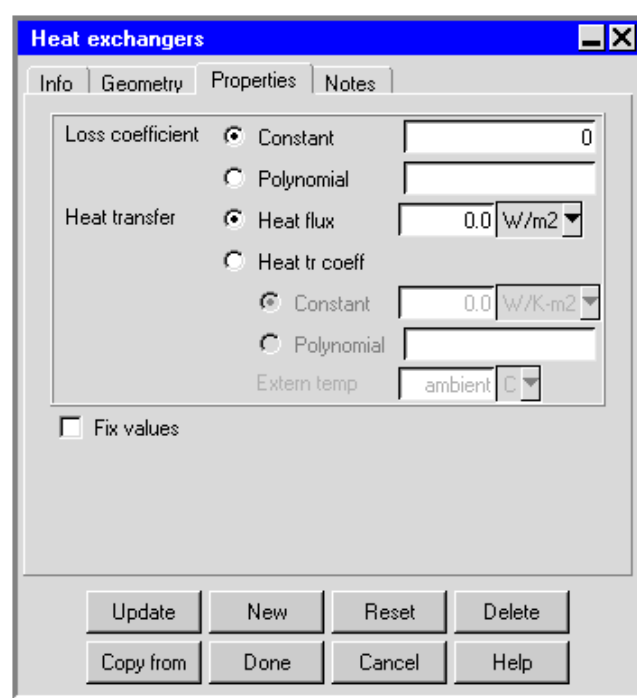 Heat exchangers
Info Geometry Properties Notes
Loss coefficient Constant 0
Polynomial
Heat transfer Heat flux 0.0 W/m2
Heat tr coeff
Constant 0.0 W/K-m2
Polynomial
Extern temp ambient C
Fix values
Update New Reset Delete
Copy from Done Cancel Help